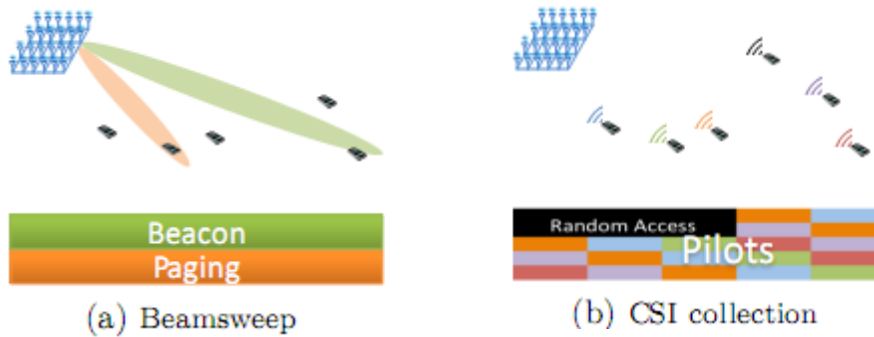 Beacon
Paging
(a) Beamsweep
Random Access
Pilots
(b) CSI collection